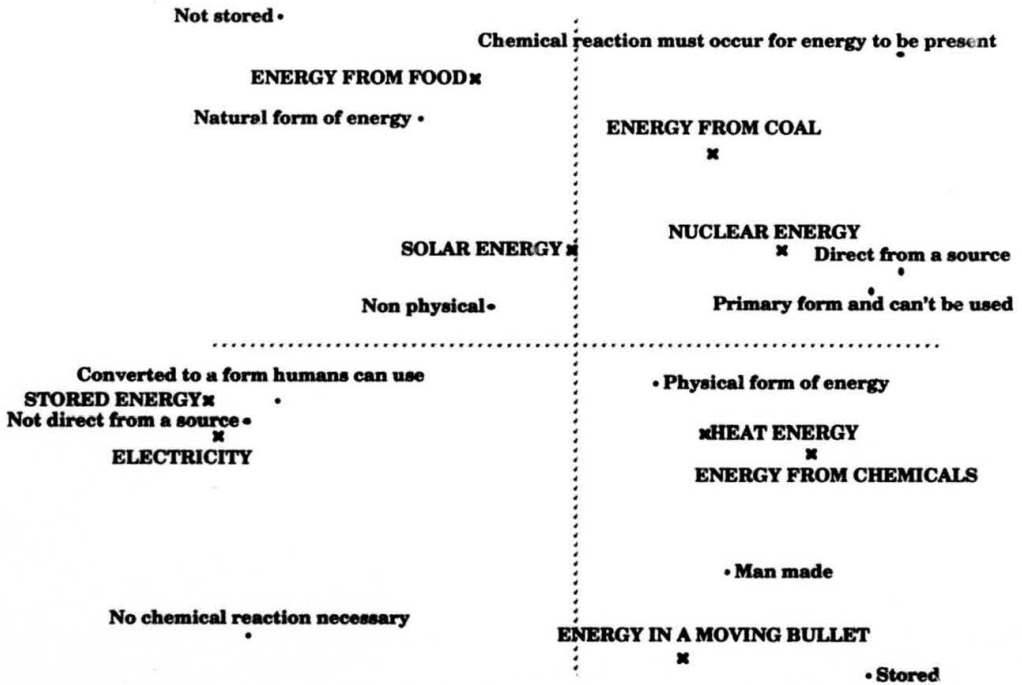 Not stored
Chemical reaction must occur for energy to be present
ENERGY FROM FOOD
Natural form of energy
ENERGY FROM COAL
NUCLEAR ENERGY
SOLAR ENERGY
Direct from a source
Non physical
Primary form and can't be used
Converted to a form humans can use
Physical form of energy
STORED ENERGY
Not direct from a source
HEAT ENERGY
ELECTRICITY
ENERGY FROM CHEMICALS
Man made
No chemical reaction necessary
ENERGY IN A MOVING BULLET
Stored